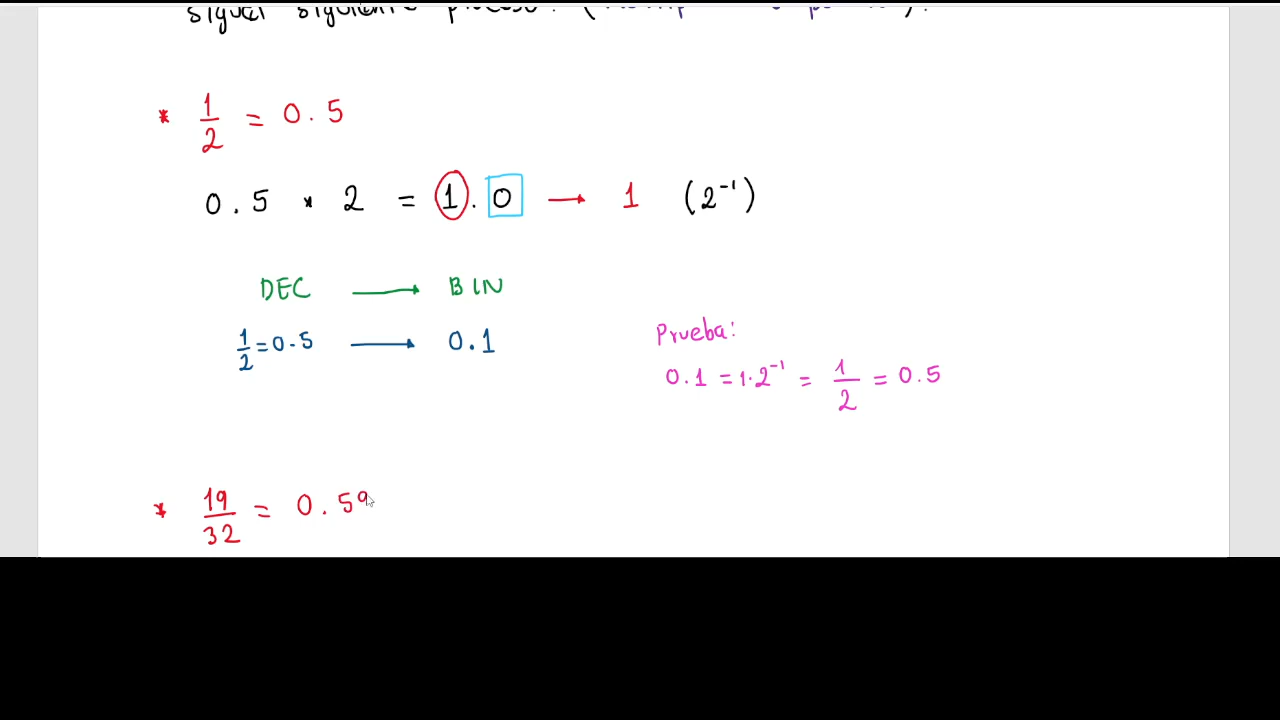 * 1/2 = 0.5
0.5 * 2 = 1.0 → 1 (2⁻¹)
DEC → BIN
1/2 = 0.5 → 0.1
Prueba:
0.1 = 1·2⁻¹ = 1/2 = 0.5
* 19/32 = 0.59